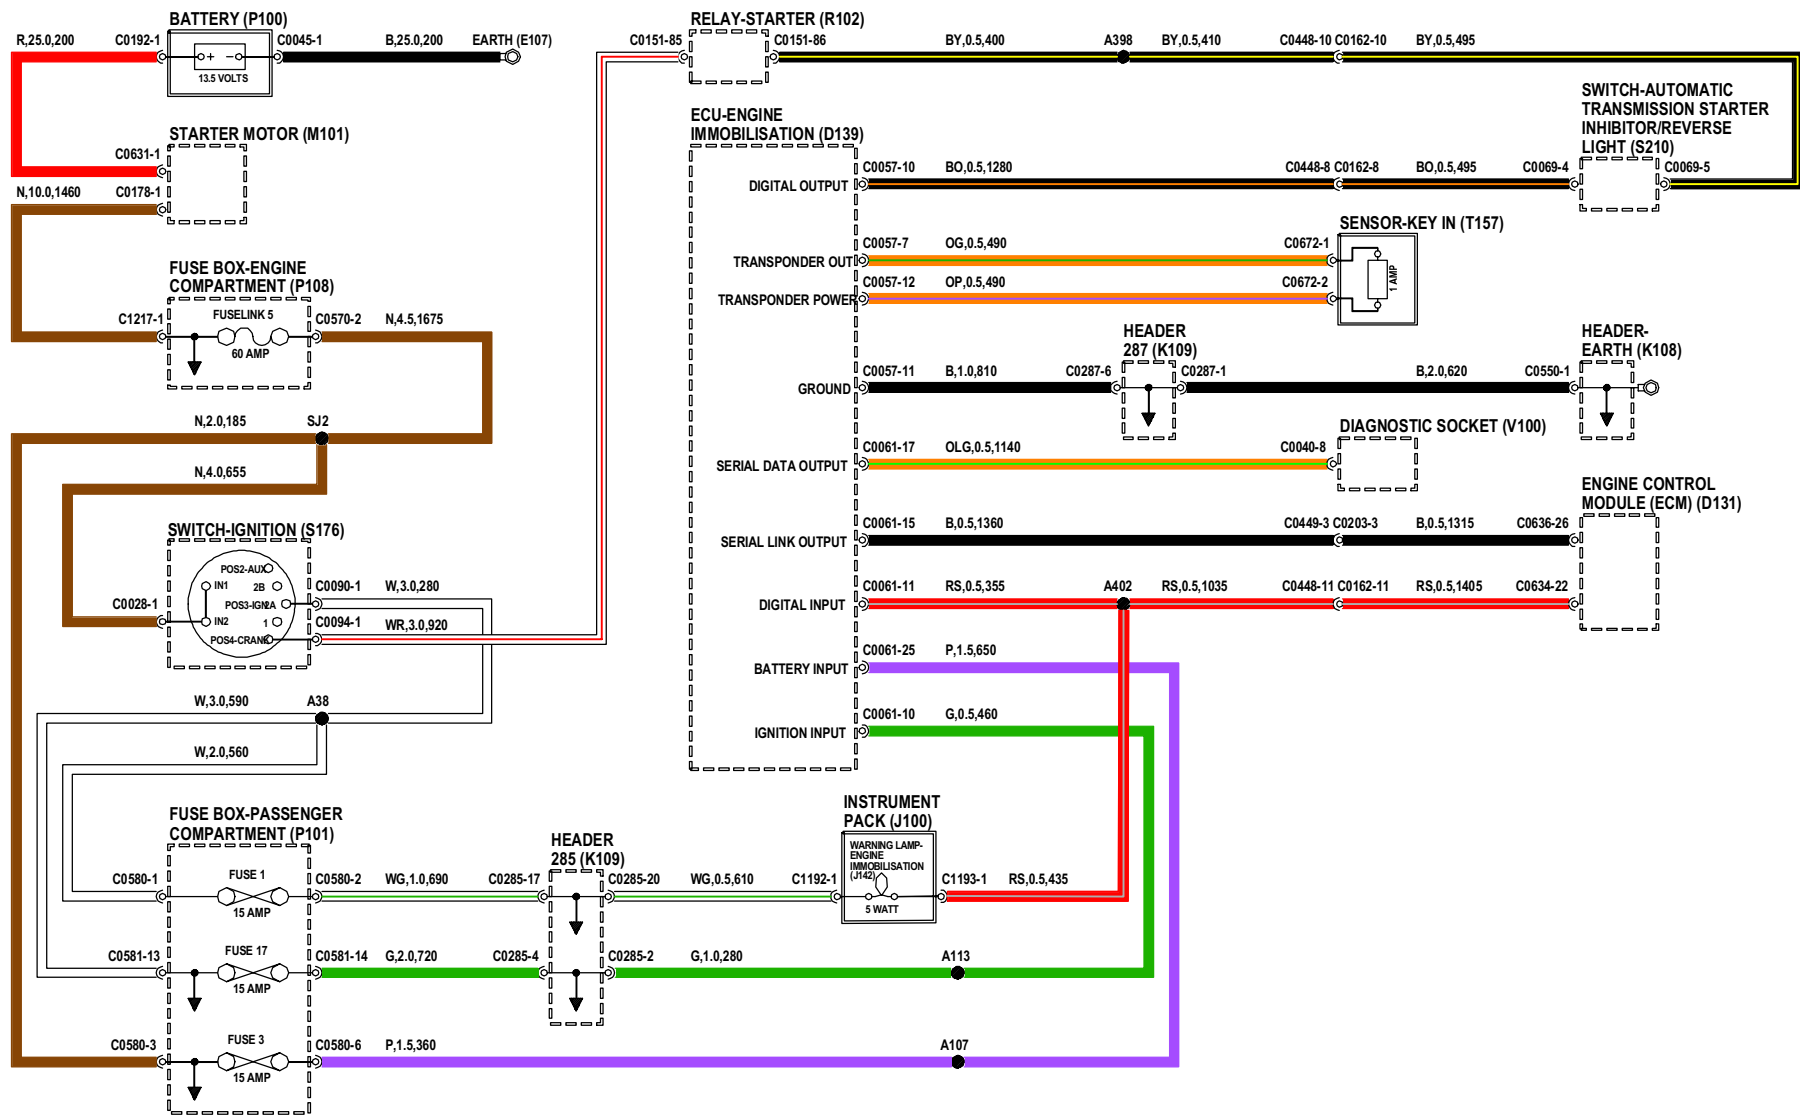 BATTERY (P100)
R,25.0,200
C0192-1
C0045-1
B,25.0,200
EARTH (E107)
13.5 VOLTS
STARTER MOTOR (M101)
C0631-1
N,10.0,1460
C0178-1
FUSE BOX-ENGINE
COMPARTMENT (P108)
FUSELINK 5
C1217-1
C0570-2
N,4.5,1675
60 AMP
N,2.0,185
SJ2
N,4.0,655
SWITCH-IGNITION (S176)
POS2-AUX
IN1
2B
C0090-1
W,3.0,280
C0028-1
POS3-IGN
2A
IN2
1
C0094-1
WR,3.0,920
POS4-CRANK
W,3.0,590
A38
W,2.0,560
FUSE BOX-PASSENGER
COMPARTMENT (P101)
HEADER
285 (K109)
C0580-1
FUSE 1
C0580-2
WG,1.0,690
C0285-17
C0285-20
WG,0.5,610
C1192-1
15 AMP
INSTRUMENT
PACK (J100)
WARNING LAMP-
ENGINE
IMMOBILISATION
(J142)
5 WATT
C1193-1
RS,0.5,435
C0581-13
FUSE 17
C0581-14
G,2.0,720
C0285-4
C0285-2
G,1.0,280
A113
15 AMP
C0580-3
FUSE 3
C0580-6
P,1.5,360
A107
15 AMP
RELAY-STARTER (R102)
C0151-85
C0151-86
BY,0.5,400
A398
BY,0.5,410
C0448-10 C0162-10
BY,0.5,495
ECU-ENGINE
IMMOBILISATION (D139)
SWITCH-AUTOMATIC
TRANSMISSION STARTER
INHIBITOR/REVERSE
LIGHT (S210)
C0057-10
BO,0.5,1280
C0448-8 C0162-8
BO,0.5,495
C0069-4
C0069-5
DIGITAL OUTPUT
SENSOR-KEY IN (T157)
C0057-7
OG,0.5,490
C0672-1
TRANSPONDER OUT
C0057-12
OP,0.5,490
C0672-2
1 AMP
TRANSPONDER POWER
HEADER
287 (K109)
HEADER-
EARTH (K108)
C0057-11
B,1.0,810
C0287-6
C0287-1
B,2.0,620
C0550-1
GROUND
DIAGNOSTIC SOCKET (V100)
C0061-17
OLG,0.5,1140
C0040-8
SERIAL DATA OUTPUT
ENGINE CONTROL
MODULE (ECM) (D131)
C0061-15
B,0.5,1360
C0449-3 C0203-3
B,0.5,1315
C0636-26
SERIAL LINK OUTPUT
C0061-11
RS,0.5,355
A402
RS,0.5,1035
C0448-11 C0162-11
RS,0.5,1405
C0634-22
DIGITAL INPUT
C0061-25
P,1.5,650
BATTERY INPUT
C0061-10
G,0.5,460
IGNITION INPUT